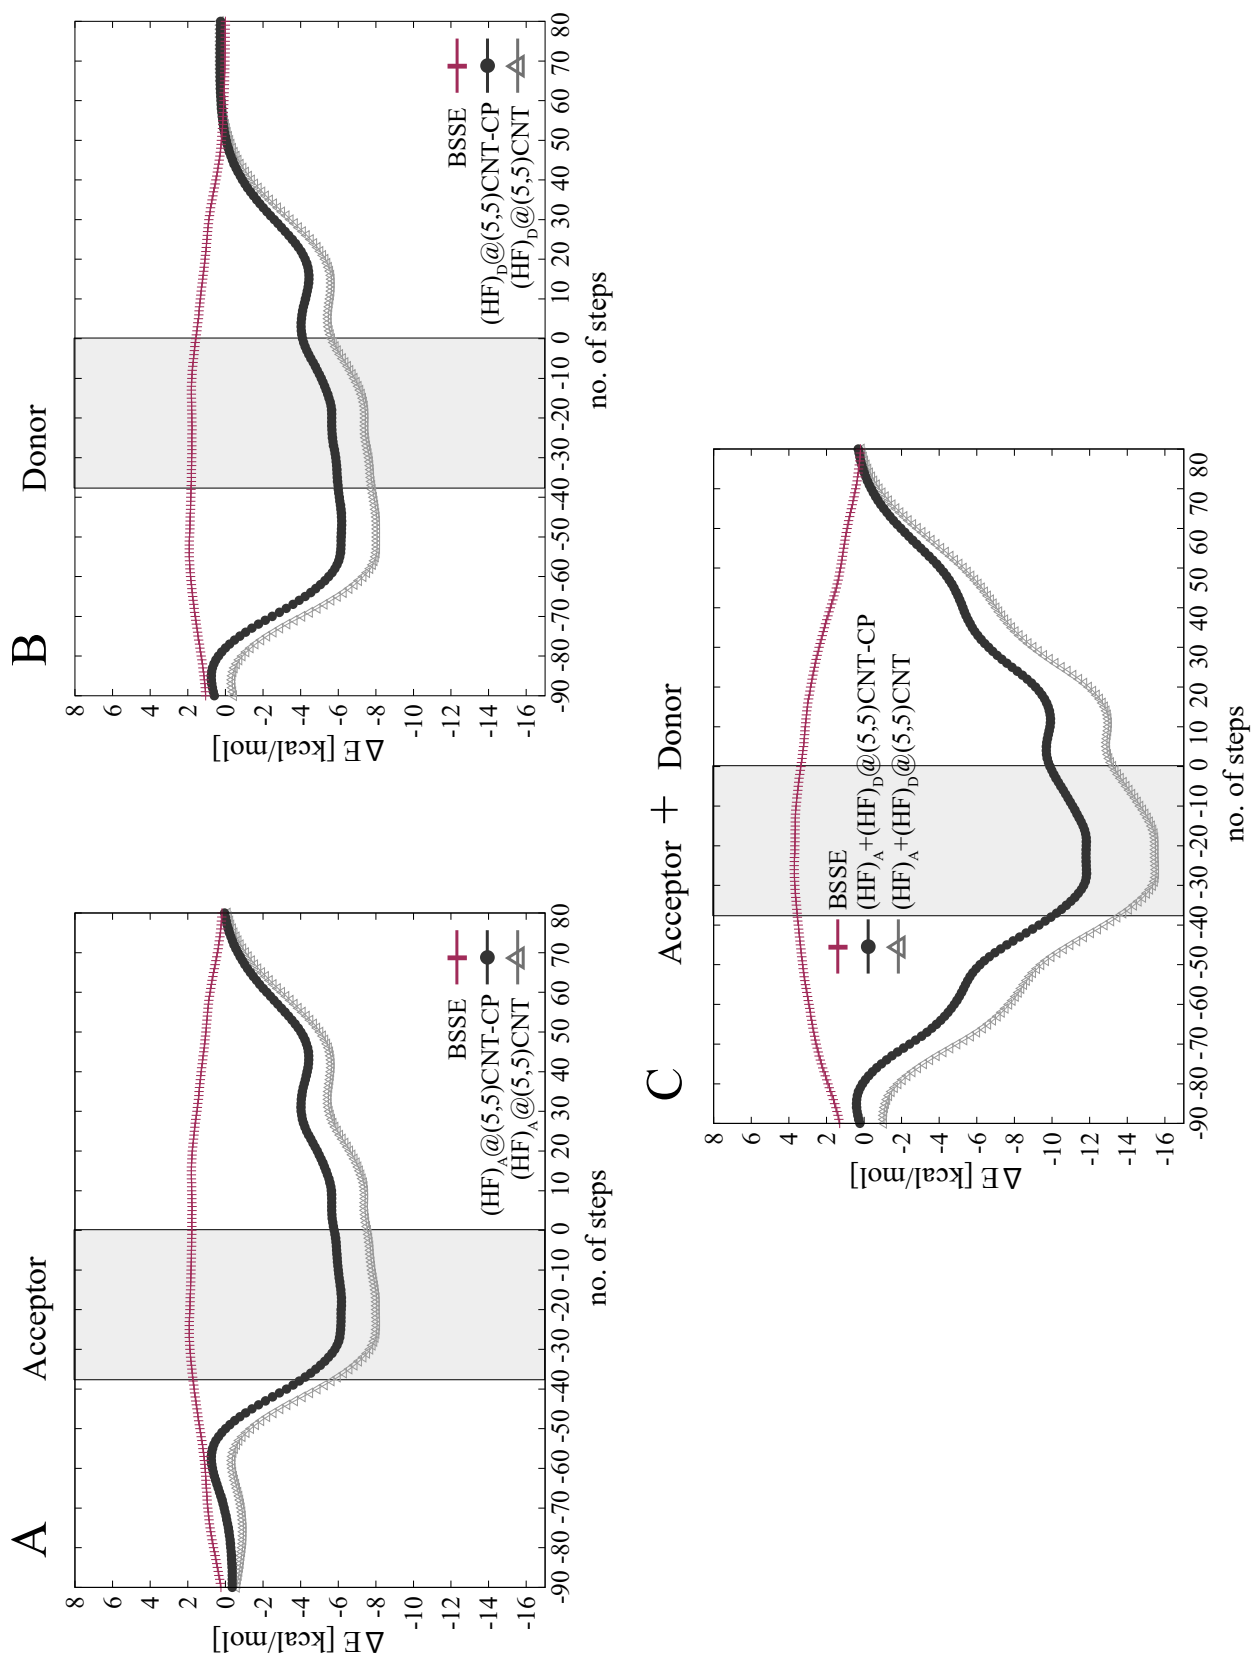 A
Acceptor
8
6
4
2
0
-2
-4
-6
-8
-10
-12
-14
-16
ΔE [kcal/mol]
-90 -80 -70 -60 -50 -40 -30 -20 -10 0 10 20 30 40 50 60 70 80
no. of steps
BSSE
(HF)A@(5,5)CNT-CP
(HF)A@(5,5)CNT
B
Donor
8
6
4
2
0
-2
-4
-6
-8
-10
-12
-14
-16
ΔE [kcal/mol]
-90 -80 -70 -60 -50 -40 -30 -20 -10 0 10 20 30 40 50 60 70 80
no. of steps
BSSE
(HF)D@(5,5)CNT-CP
(HF)D@(5,5)CNT
C
Acceptor + Donor
8
6
4
2
0
-2
-4
-6
-8
-10
-12
-14
-16
ΔE [kcal/mol]
-90 -80 -70 -60 -50 -40 -30 -20 -10 0 10 20 30 40 50 60 70 80
no. of steps
BSSE
(HF)A+(HF)D@(5,5)CNT-CP
(HF)A+(HF)D@(5,5)CNT